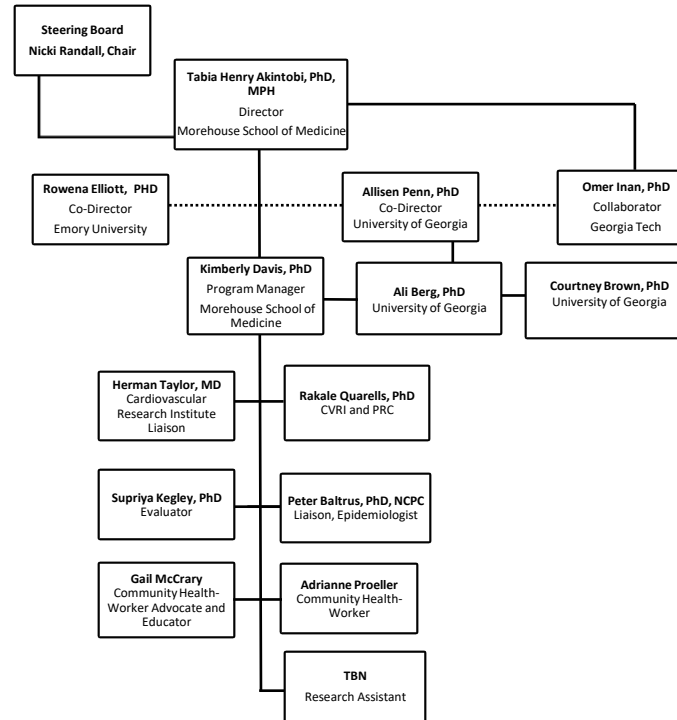 Steering Board
Nicki Randall, Chair
Tabia Henry Akintobi, PhD,
MPH
Director
Morehouse School of Medicine
Rowena Elliott,  PHD
Co-Director
Emory University
Allisen Penn, PhD
Co-Director
University of Georgia
Omer Inan, PhD
Collaborator
Georgia Tech
Kimberly Davis, PhD
Program Manager
Morehouse School of
Medicine
Ali Berg, PhD
University of Georgia
Courtney Brown, PhD
University of Georgia
Herman Taylor, MD
Cardiovascular
Research Institute
Liaison
Rakale Quarells, PhD
CVRI and PRC
Supriya Kegley, PhD
Evaluator
Peter Baltrus, PhD, NCPC
Liaison, Epidemiologist
Gail McCrary
Community Health-
Worker Advocate and
Educator
Adrianne Proeller
Community Health-
Worker
TBN
Research Assistant